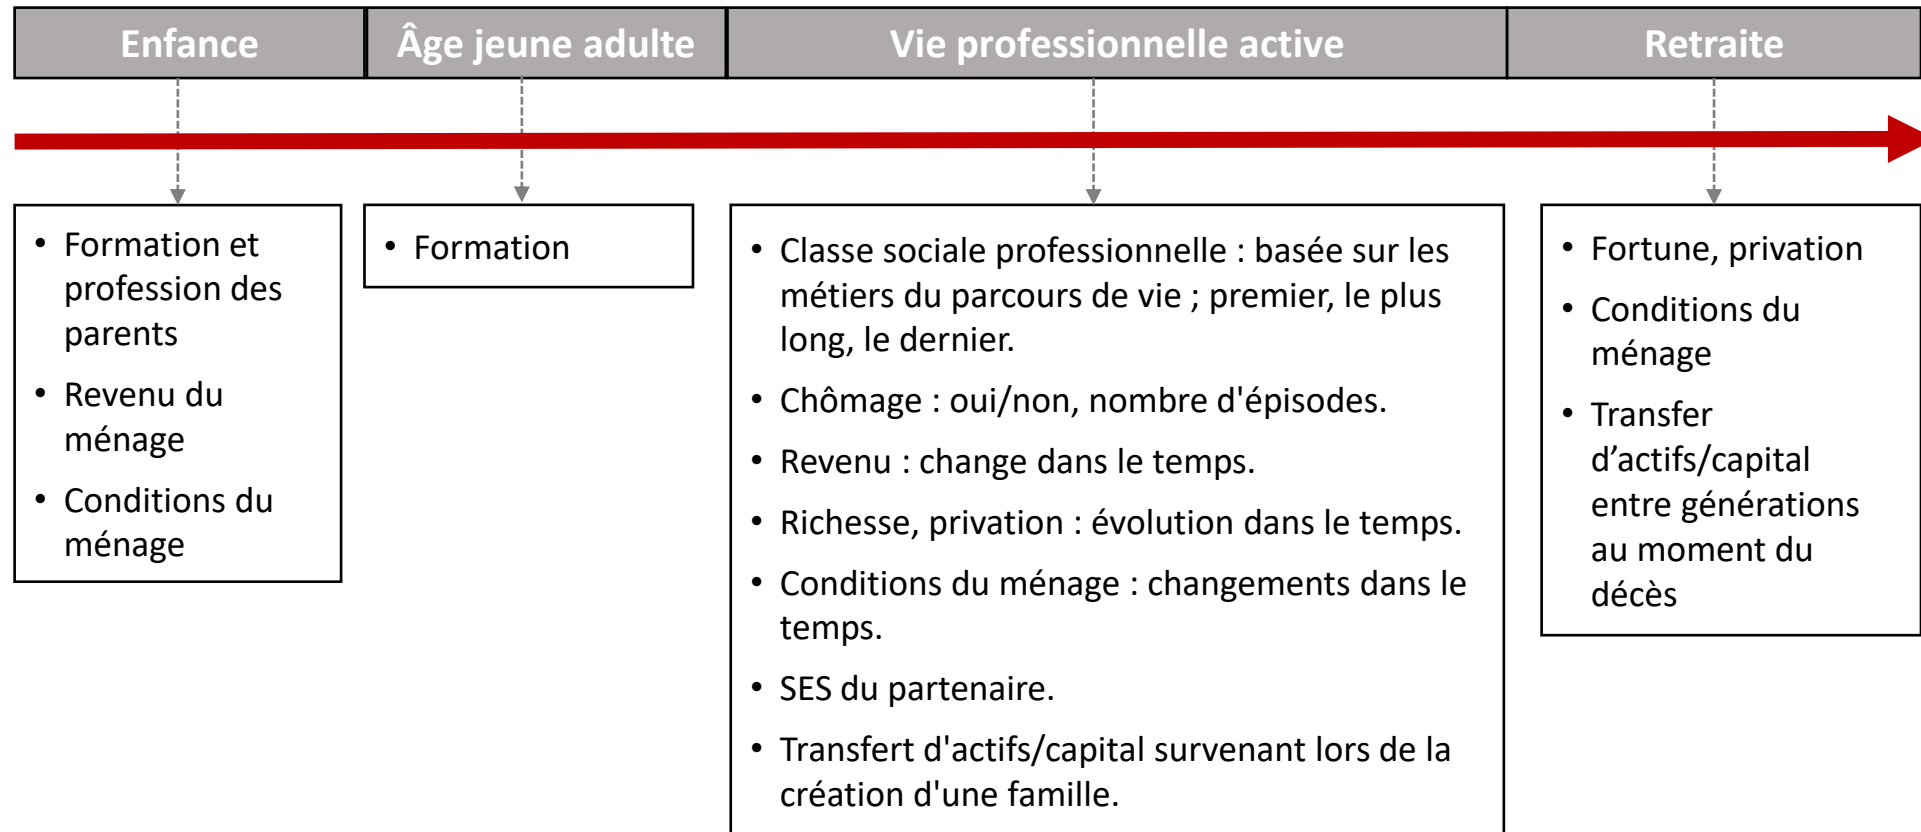 Enfance
Âge jeune adulte
Vie professionnelle active
Retraite
• Formation et
profession des
parents
• Revenu du
ménage
• Conditions du
ménage
• Formation
• Classe sociale professionnelle : basée sur les
métiers du parcours de vie ; premier, le plus
long, le dernier.
• Chômage : oui/non, nombre d'épisodes.
• Revenu : change dans le temps.
• Richesse, privation : évolution dans le temps.
• Conditions du ménage : changements dans le
temps.
• SES du partenaire.
• Transfert d'actifs/capital survenant lors de la
création d'une famille.
• Fortune, privation
• Conditions du
ménage
• Transfer
d’actifs/capital
entre générations
au moment du
décès